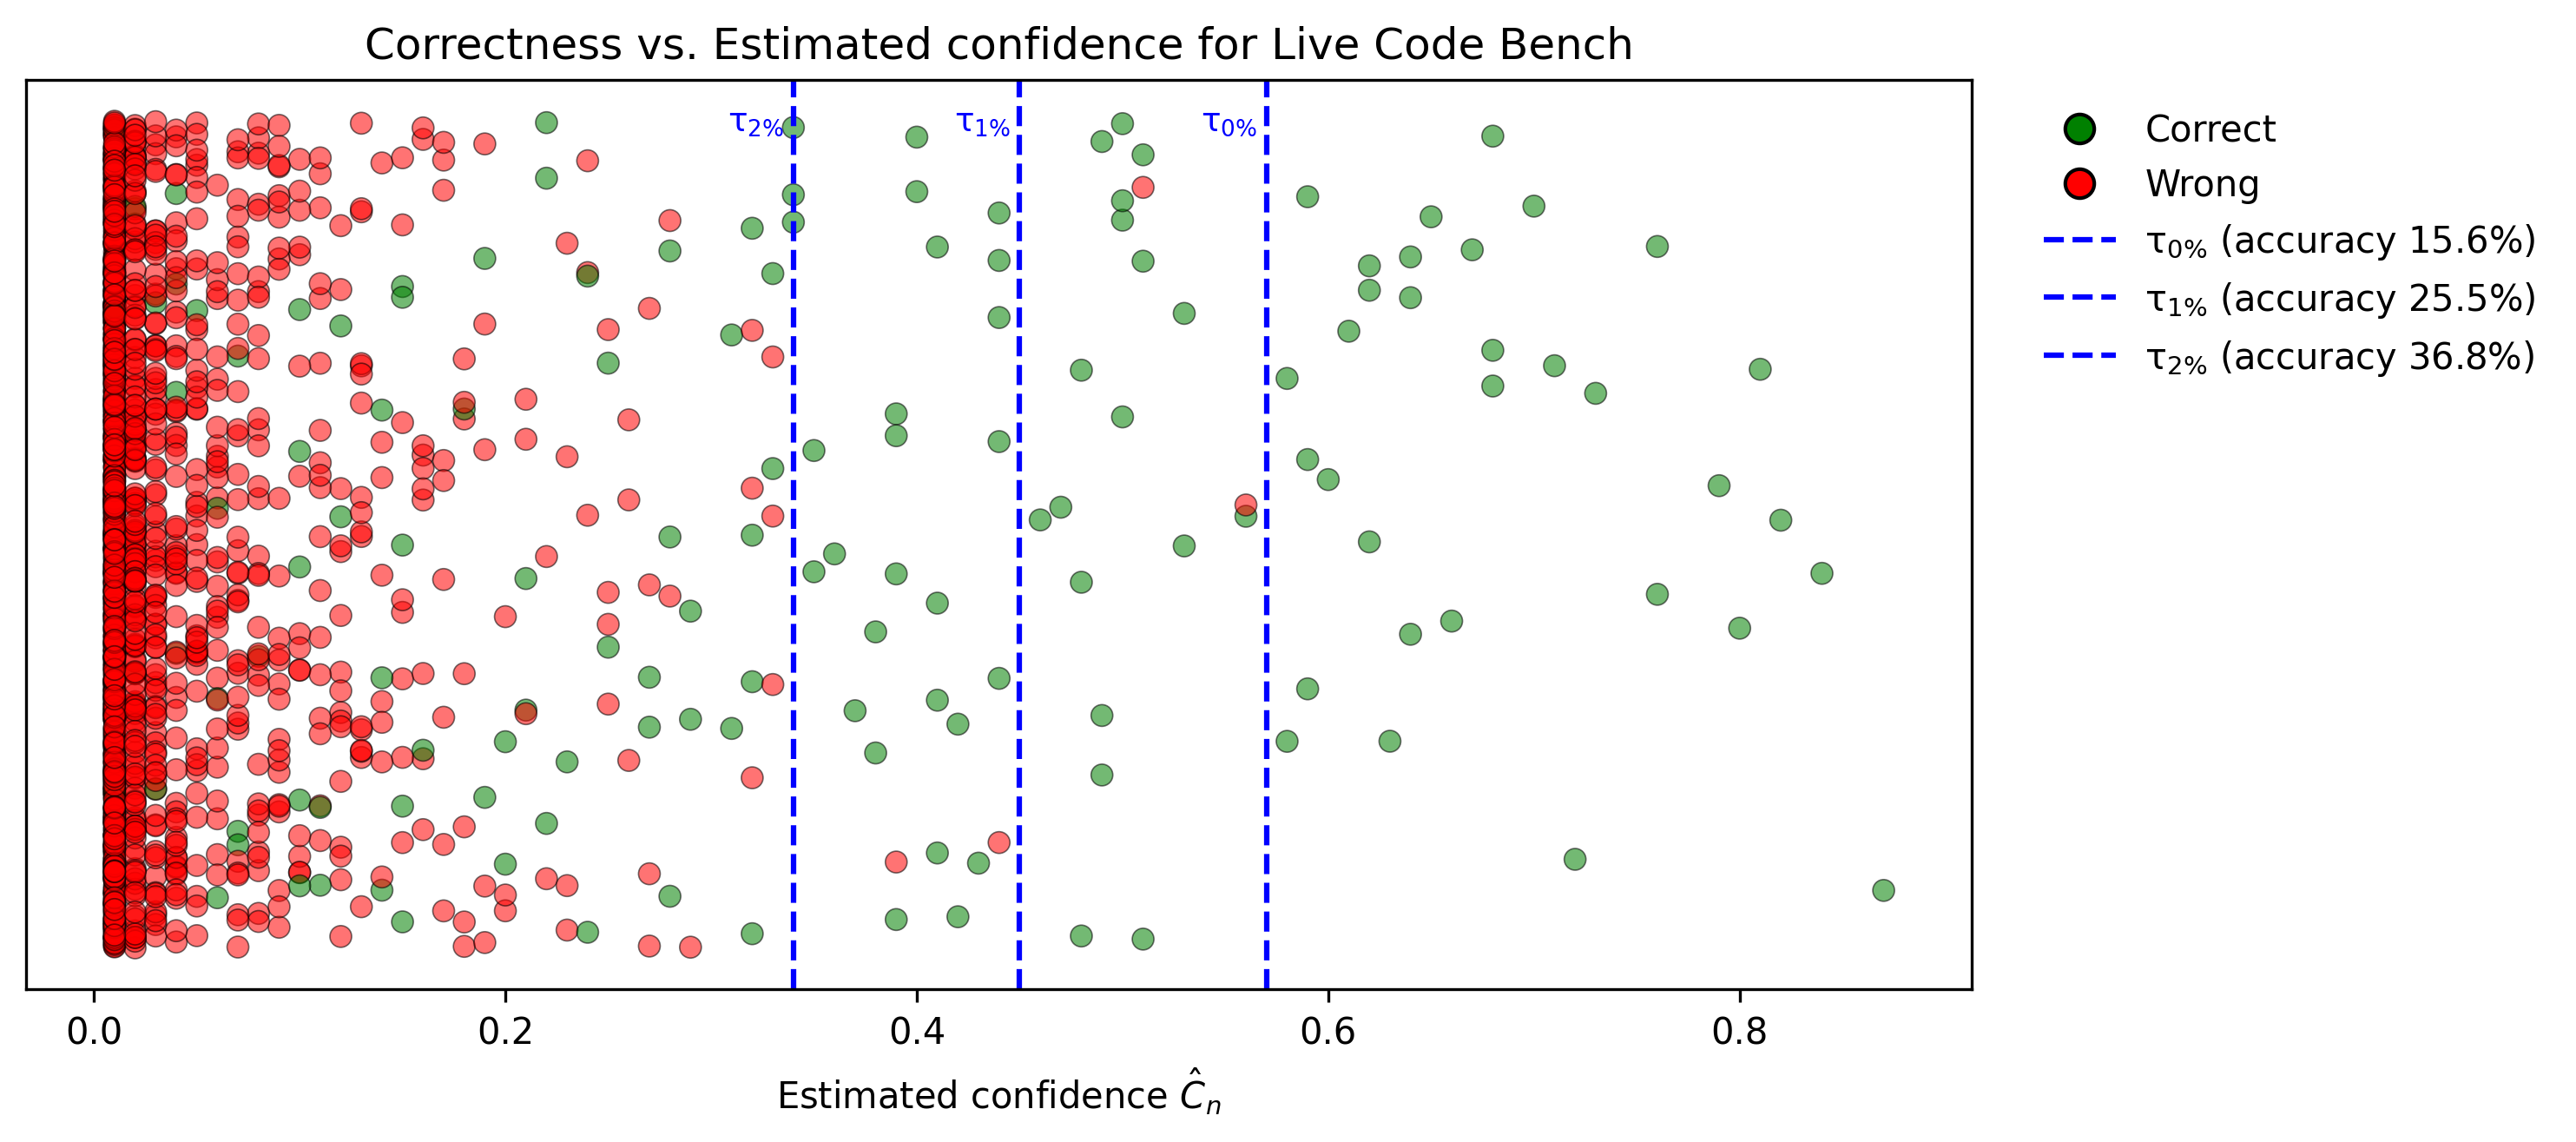 Correctness vs. Estimated confidence for Live Code Bench
τ2%
τ1%
τ0%
Correct
Wrong
τ0% (accuracy 15.6%)
τ1% (accuracy 25.5%)
τ2% (accuracy 36.8%)
0.0
0.2
0.4
0.6
0.8
Estimated confidence Ĉn